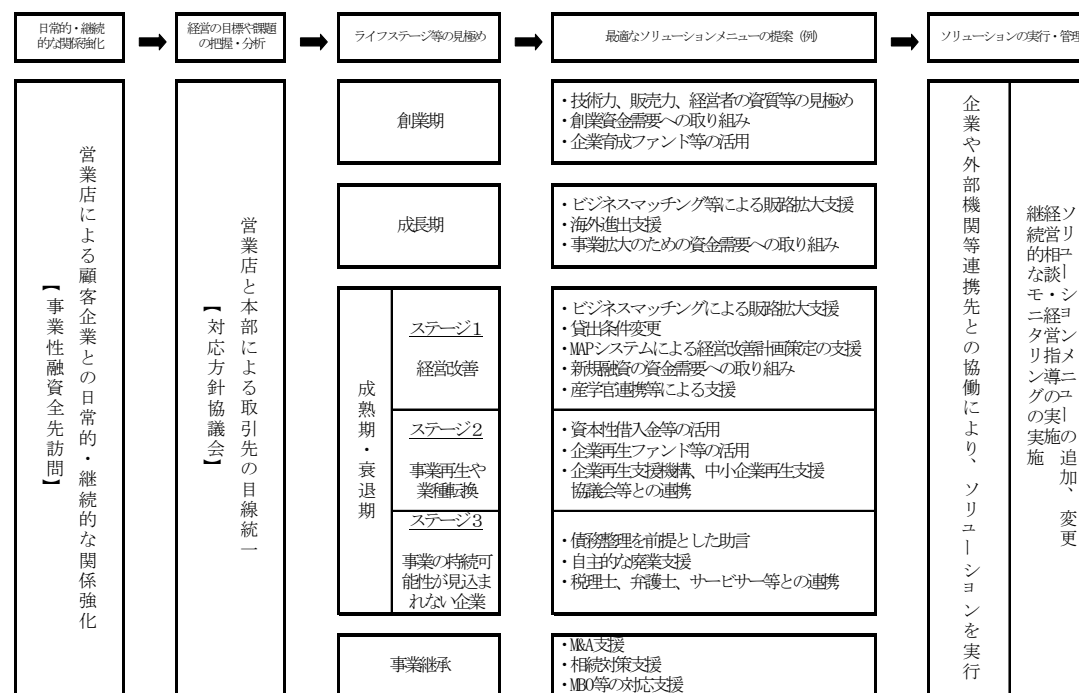 日常的・継続
的な関係強化
経営の目標や課題
の把握・分析
ライフステージ等の見極め
最適なソリューションメニューの提案（例）
ソリューションの実行・管理
営業店による顧客企業との日常的・継続的な関係強化
【事業性融資全先訪問】
営業店と本部による取引先の目線統一
【対応方針協議会】
創業期
・技術力、販売力、経営者の資質等の見極め
・創業資金需要への取り組み
・企業育成ファンド等の活用
成長期
・ビジネスマッチング等による販路拡大支援
・海外進出支援
・事業拡大のための資金需要への取り組み
成熟期・衰退期
ステージ1
経営改善
・ビジネスマッチングによる販路拡大支援
・貸出条件変更
・MAPシステムによる経営改善計画策定の支援
・新規融資の資金需要への取り組み
・産学官連携等による支援
ステージ2
事業再生や
業種転換
・資本性借入金等の活用
・企業再生ファンド等の活用
・企業再生支援機構、中小企業再生支援
協議会等との連携
ステージ3
事業の持続可
能性が見込ま
れない企業
・債務整理を前提とした助言
・自主的な廃業支援
・税理士、弁護士、サービサー等との連携
事業継承
・M&A支援
・相続対策支援
・MBO等の対応支援
企業や外部機関等連携先との協働により、ソリューションを実行
ソリューションメニューの追加、変更
経営相談・経営指導の実施
継続的なモニタリングの実施